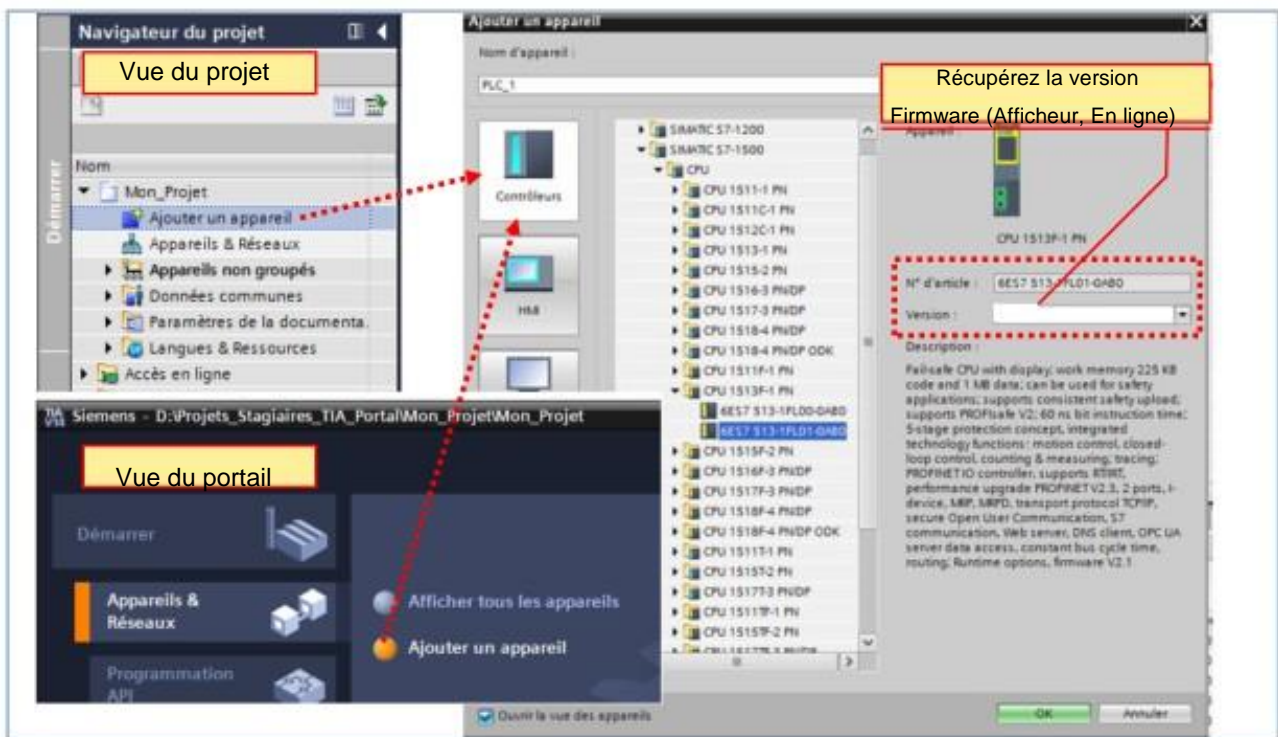 Navigateur du projet
Vue du projet
Démarrer
Nom
Mon_Projet
Ajouter un appareil
Appareils & Réseaux
Appareils non groupés
Données communes
Paramètres de la documenta.
Langues & Ressources
Accès en ligne
Siemens - D:\Projets_Stagiaires_TIA_Portal\Mon_Projet\Mon_Projet
Vue du portail
Démarrer
Appareils &
Réseaux
Programmation
API
Afficher tous les appareils
Ajouter un appareil
Ajouter un appareil
Nom d'appareil :
PLC_1
Contrôleurs
HMI
SIMATIC S7-1200
SIMATIC S7-1500
CPU
CPU 1511-1 PN
CPU 1511C-1 PN
CPU 1512C-1 PN
CPU 1513-1 PN
CPU 1515-2 PN
CPU 1516-3 PN/DP
CPU 1517-3 PN/DP
CPU 1518-4 PN/DP
CPU 1518-4 PN/DP ODK
CPU 1511F-1 PN
CPU 1513F-1 PN
6ES7 513-1FL00-0AB0
6ES7 513-1FL01-0AB0
CPU 1515F-2 PN
CPU 1516F-3 PN/DP
CPU 1517F-3 PN/DP
CPU 1518F-4 PN/DP
CPU 1518F-4 PN/DP ODK
CPU 1511T-1 PN
CPU 1515T-2 PN
CPU 1517T-3 PN/DP
CPU 1511TF-1 PN
CPU 1515TF-2 PN
CPU 1517TF-3 PN/DP
Récupérez la version
Firmware (Afficheur, En ligne)
Appareil :
CPU 1513F-1 PN
N° d'article : 6ES7 513-1FL01-0AB0
Version :
Description :
Fail-safe CPU with display; work memory 225 KB
code and 1 MB data; can be used for safety
applications; supports consistent safety upload;
supports PROFIsafe V2; 60 ns bit instruction time;
5-stage protection concept, integrated
technology functions: motion control, closed-
loop control, counting & measuring; tracing;
PROFINET IO controller, supports RT/IRT,
performance upgrade PROFINET V2.3, 2 ports, I-
device, MRP, MRPD, transport protocol TCP/IP,
secure Open User Communication, S7
communication, Web server, DNS client, OPC UA
server data access, constant bus cycle time,
routing; Runtime options, firmware V2.1
Ouvrir la vue des appareils
OK
Annuler